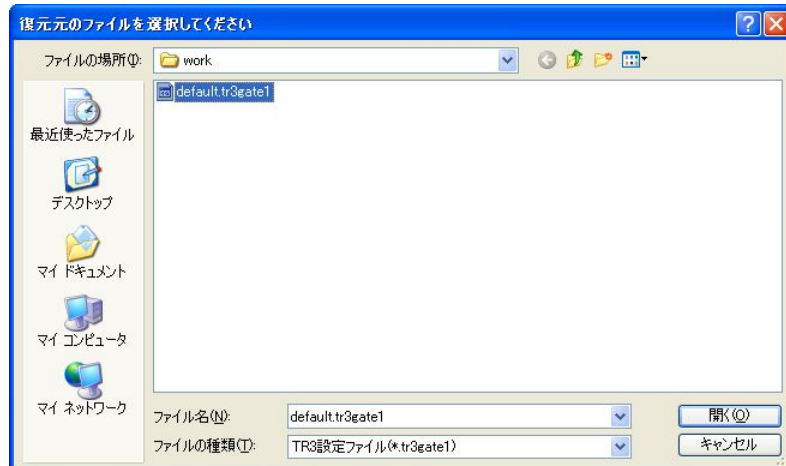 復元元のファイルを選択してください
ファイルの場所(I):
work
default.tr3gate1
最近使ったファイル
デスクトップ
マイ ドキュメント
マイ コンピュータ
マイ ネットワーク
ファイル名(N):
default.tr3gate1
開く(O)
ファイルの種類(T):
TR3設定ファイル(*.tr3gate1)
キャンセル